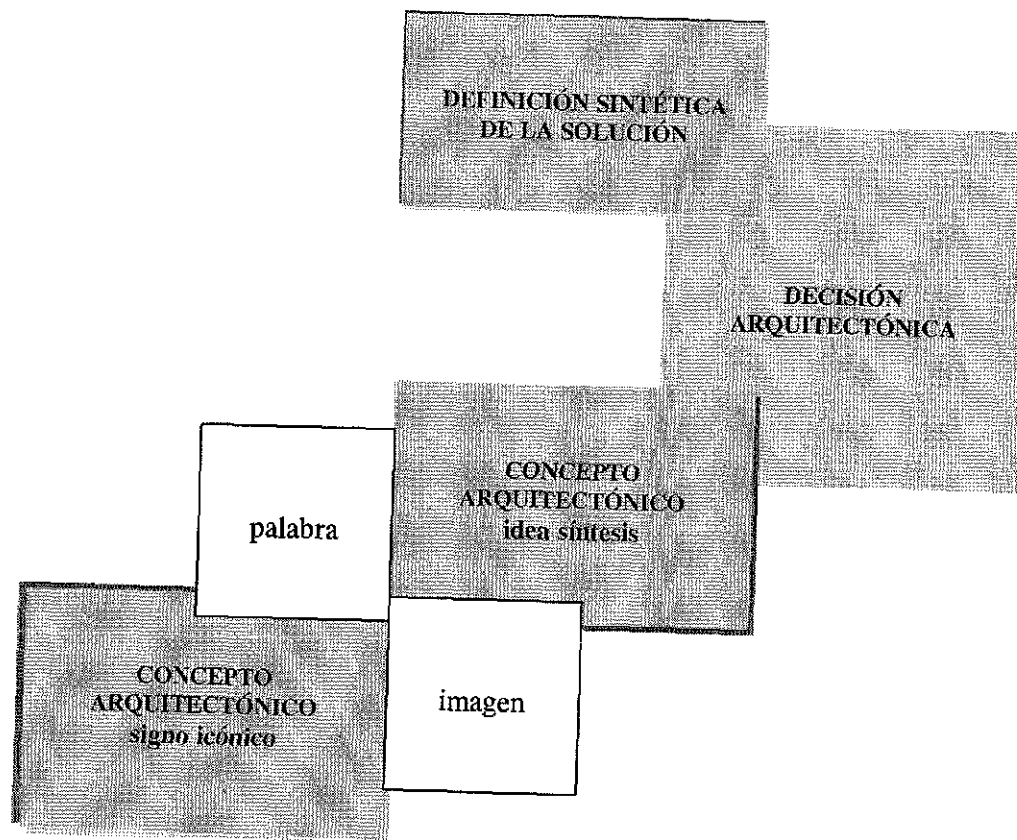 DEFINICIÓN SINTÉTICA
DE LA SOLUCIÓN
DECISIÓN
ARQUITECTÓNICA
CONCEPTO
ARQUITECTÓNICO
idea síntesis
palabra
imagen
CONCEPTO
ARQUITECTÓNICO
signo icónico